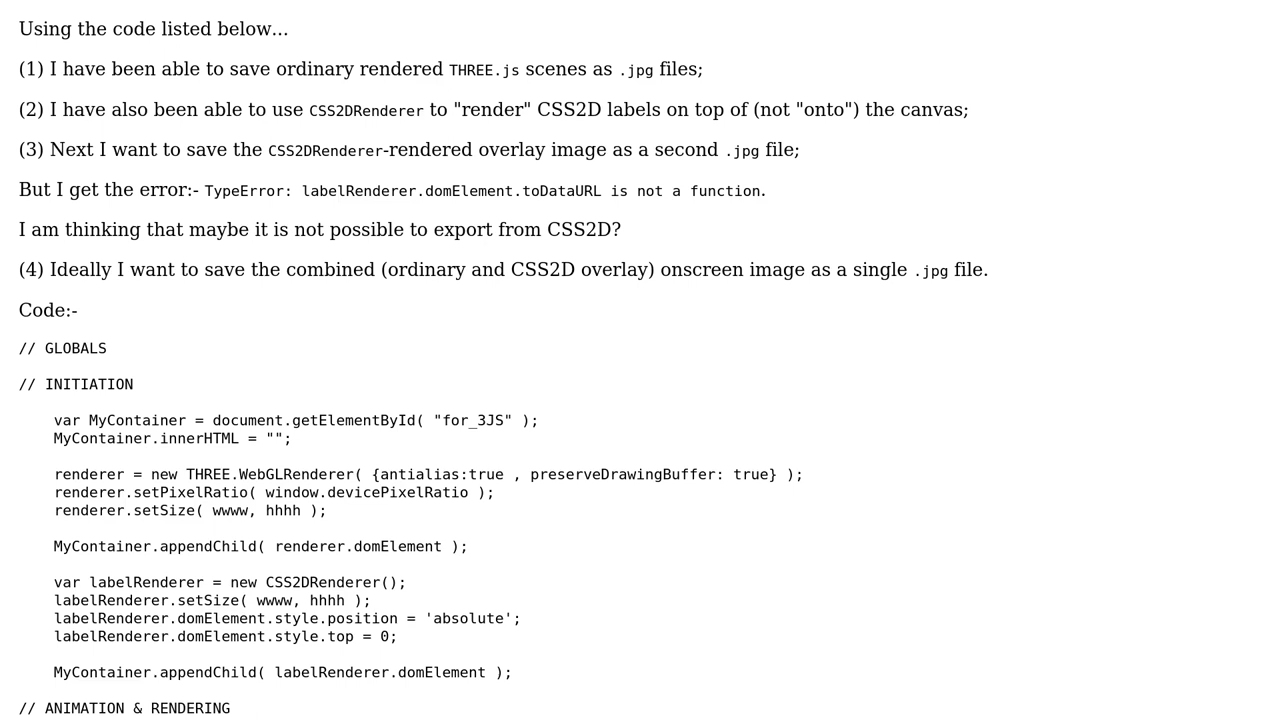 Using the code listed below...
(1) I have been able to save ordinary rendered THREE.js scenes as .jpg files;
(2) I have also been able to use CSS2DRenderer to "render" CSS2D labels on top of (not "onto") the canvas;
(3) Next I want to save the CSS2DRenderer-rendered overlay image as a second .jpg file;
But I get the error:- TypeError: labelRenderer.domElement.toDataURL is not a function.
I am thinking that maybe it is not possible to export from CSS2D?
(4) Ideally I want to save the combined (ordinary and CSS2D overlay) onscreen image as a single .jpg file.
Code:-
// GLOBALS
// INITIATION
var MyContainer = document.getElementById( "for_3JS" );
MyContainer.innerHTML = "";
renderer = new THREE.WebGLRenderer( {antialias:true , preserveDrawingBuffer: true} );
renderer.setPixelRatio( window.devicePixelRatio );
renderer.setSize( wwww, hhhh );
MyContainer.appendChild( renderer.domElement );
var labelRenderer = new CSS2DRenderer();
labelRenderer.setSize( wwww, hhhh );
labelRenderer.domElement.style.position = 'absolute';
labelRenderer.domElement.style.top = 0;
MyContainer.appendChild( labelRenderer.domElement );
// ANIMATION & RENDERING